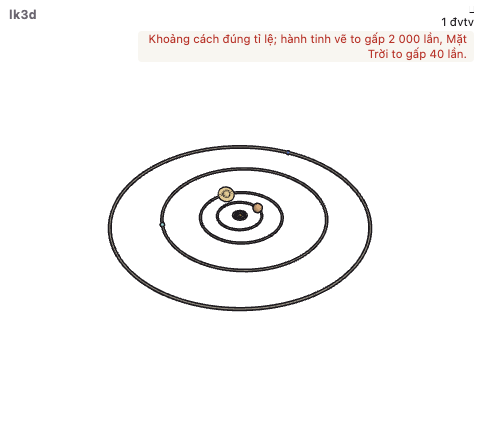 lk3d
1 đvtv
Khoảng cách đúng tỉ lệ; hành tinh vẽ to gấp 2 000 lần, Mặt
Trời to gấp 40 lần.